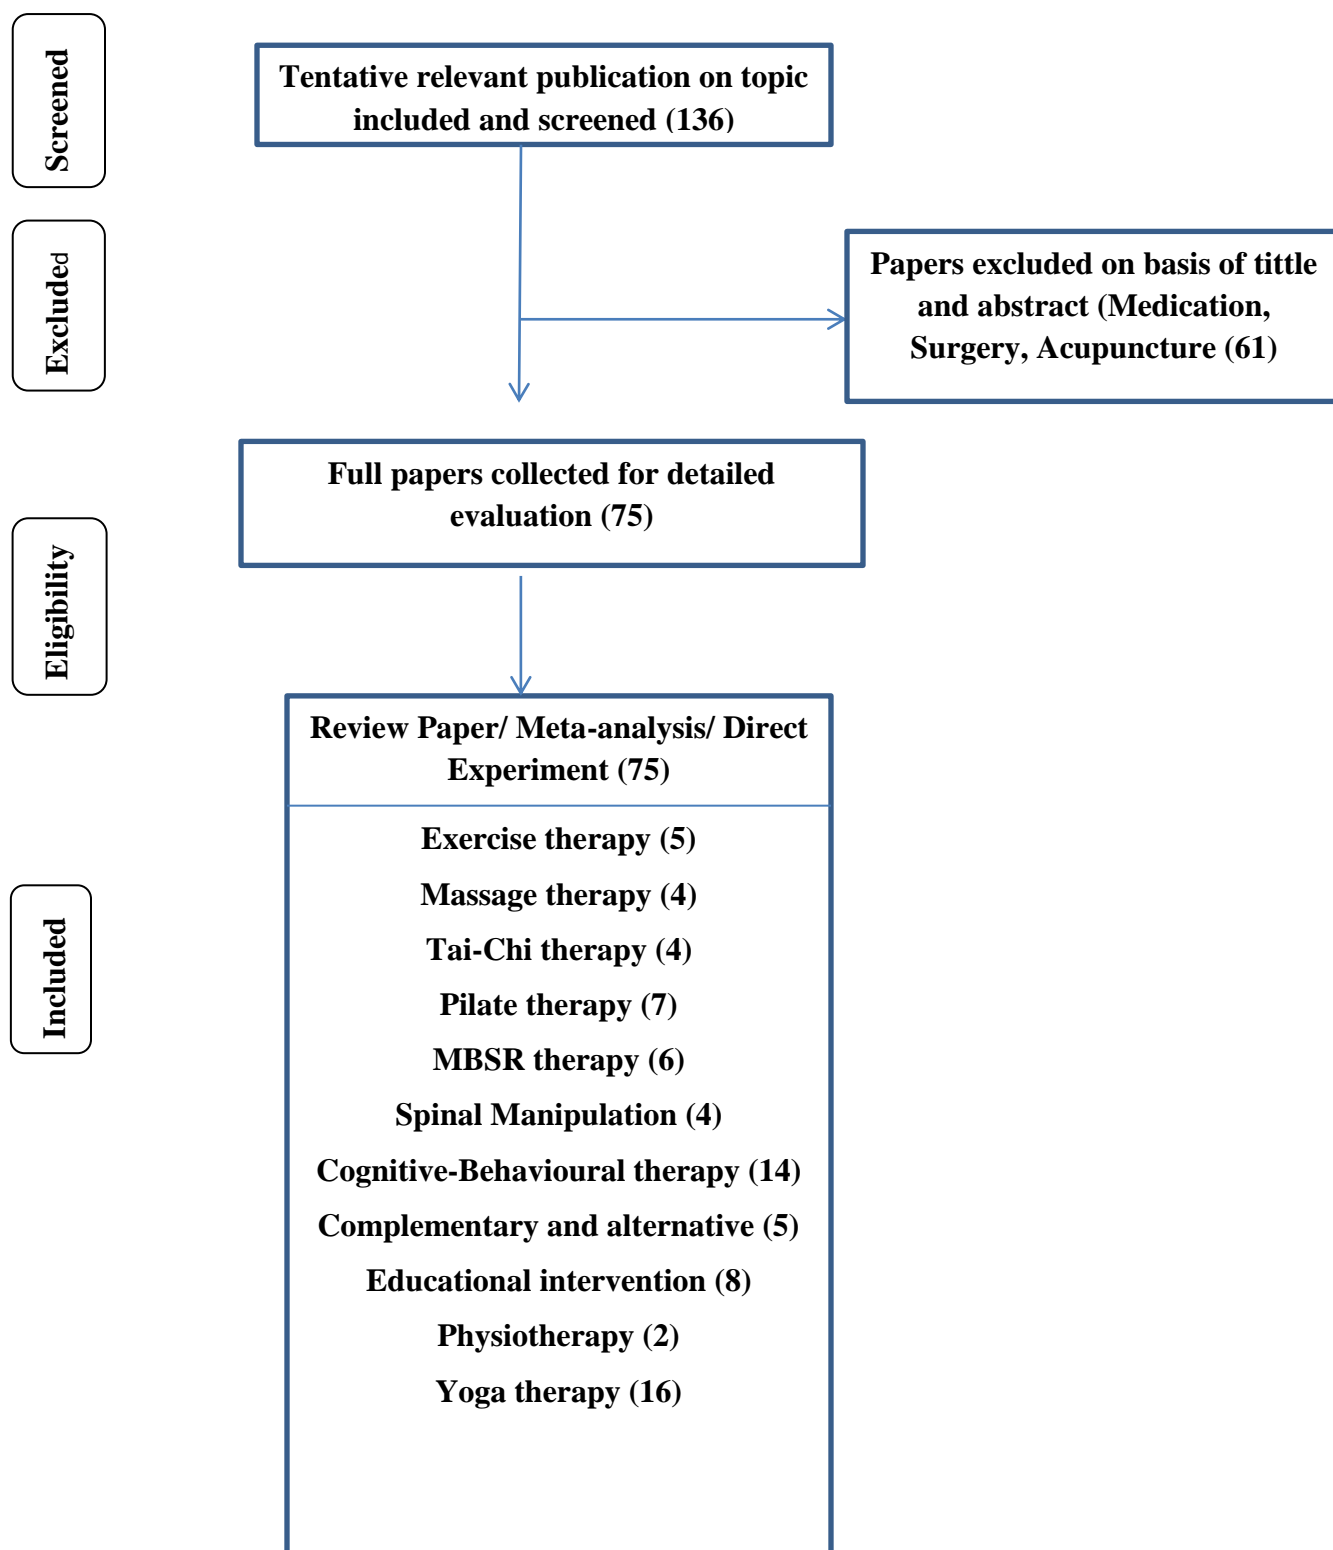 Screened
Tentative relevant publication on topic
included and screened (136)
Excluded
Papers excluded on basis of tittle
and abstract (Medication,
Surgery, Acupuncture (61)
Full papers collected for detailed
evaluation (75)
Eligibility
Review Paper/ Meta-analysis/ Direct
Experiment (75)
Included
Exercise therapy (5)
Massage therapy (4)
Tai-Chi therapy (4)
Pilate therapy (7)
MBSR therapy (6)
Spinal Manipulation (4)
Cognitive-Behavioural therapy (14)
Complementary and alternative (5)
Educational intervention (8)
Physiotherapy (2)
Yoga therapy (16)